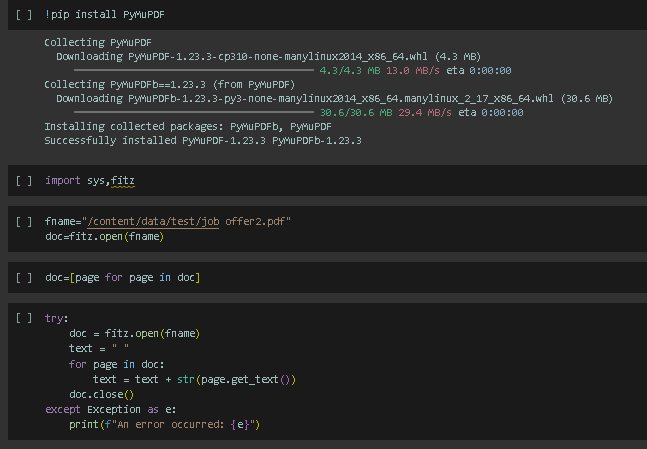 [ ] !pip install PyMuPDF
Collecting PyMuPDF
Downloading PyMuPDF-1.23.3-cp310-none-manylinux2014_x86_64.whl (4.3 MB)
4.3/4.3 MB 13.0 MB/s eta 0:00:00
Collecting PyMuPDFb==1.23.3 (from PyMuPDF)
Downloading PyMuPDFb-1.23.3-py3-none-manylinux2014_x86_64.manylinux_2_17_x86_64.whl (30.6 MB)
30.6/30.6 MB 29.4 MB/s eta 0:00:00
Installing collected packages: PyMuPDFb, PyMuPDF
Successfully installed PyMuPDF-1.23.3 PyMuPDFb-1.23.3
[ ] import sys,fitz
[ ] fname="/content/data/test/job offer2.pdf"
doc=fitz.open(fname)
[ ] doc=[page for page in doc]
[ ] try:
    doc = fitz.open(fname)
    text = " "
    for page in doc:
        text = text + str(page.get_text())
    doc.close()
except Exception as e:
    print(f"An error occurred: {e}")